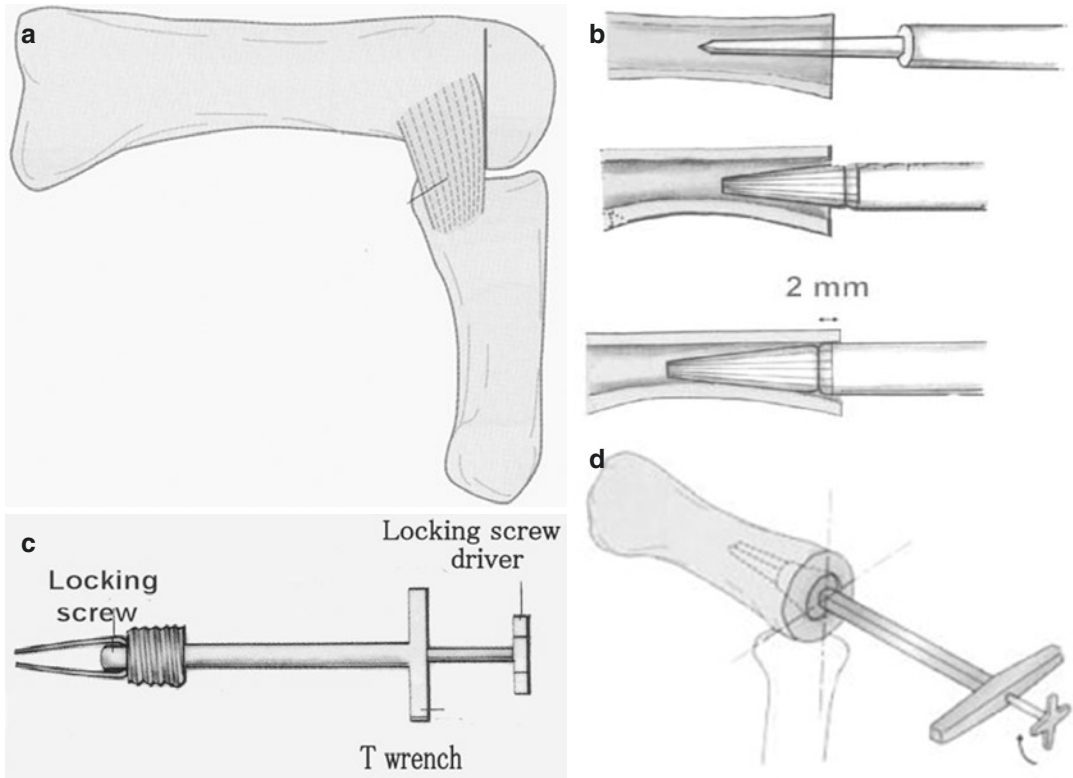 a
b
2 mm
c
Locking screw
driver
Locking
screw
T wrench
d